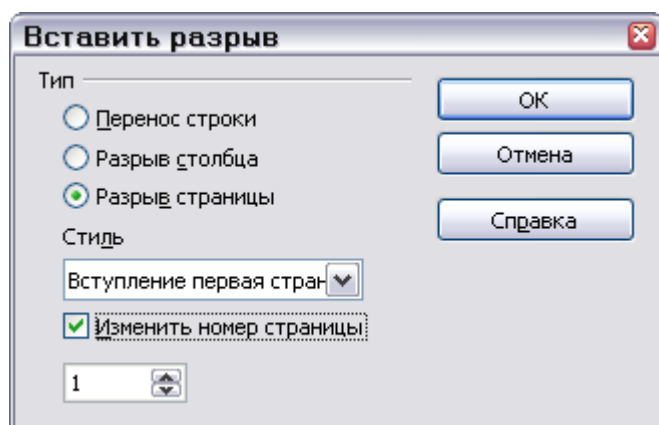 Вставить разрыв
Тип
Перенос строки
Разрыв столбца
Разрыв страницы
Стиль
Вступление первая стран
Изменить номер страницы
1
ОК
Отмена
Справка